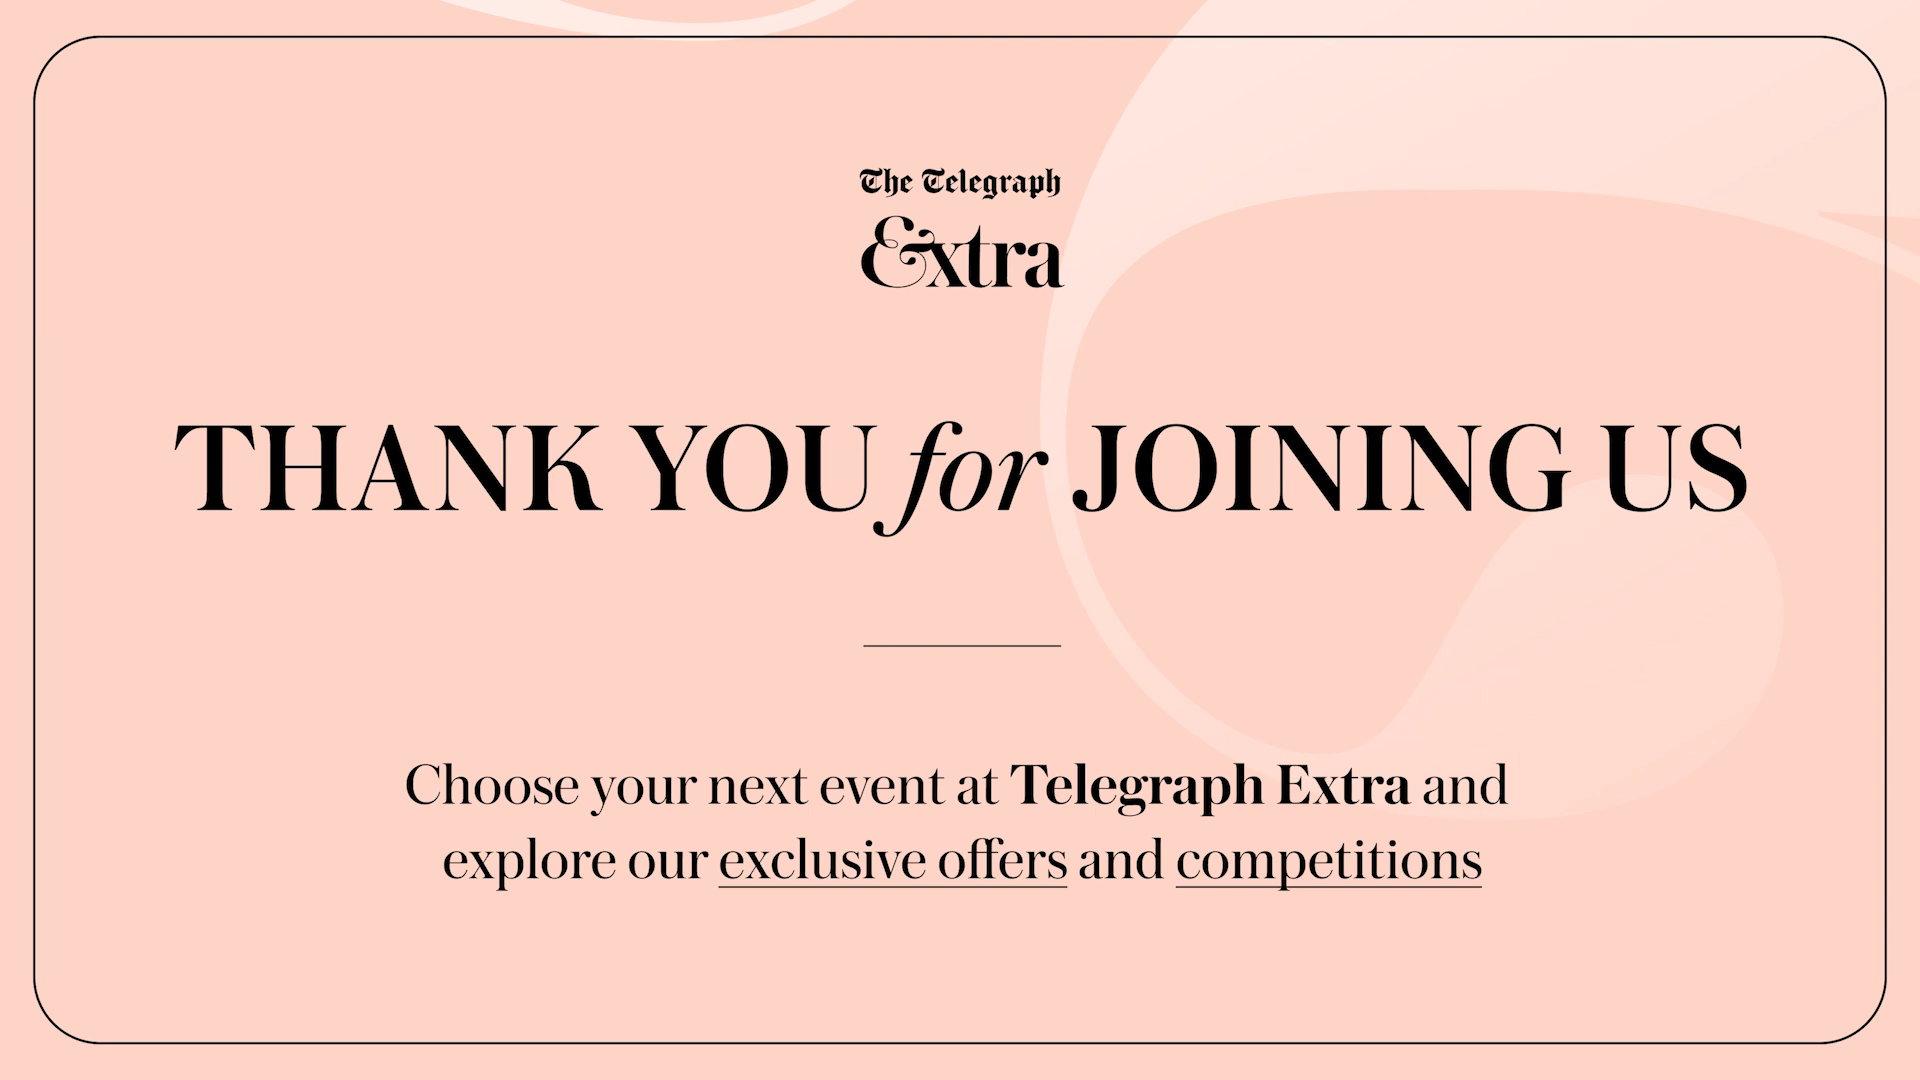 The Telegraph
Extra
THANK YOU for JOINING US
Choose your next event at Telegraph Extra and
explore our exclusive offers and competitions